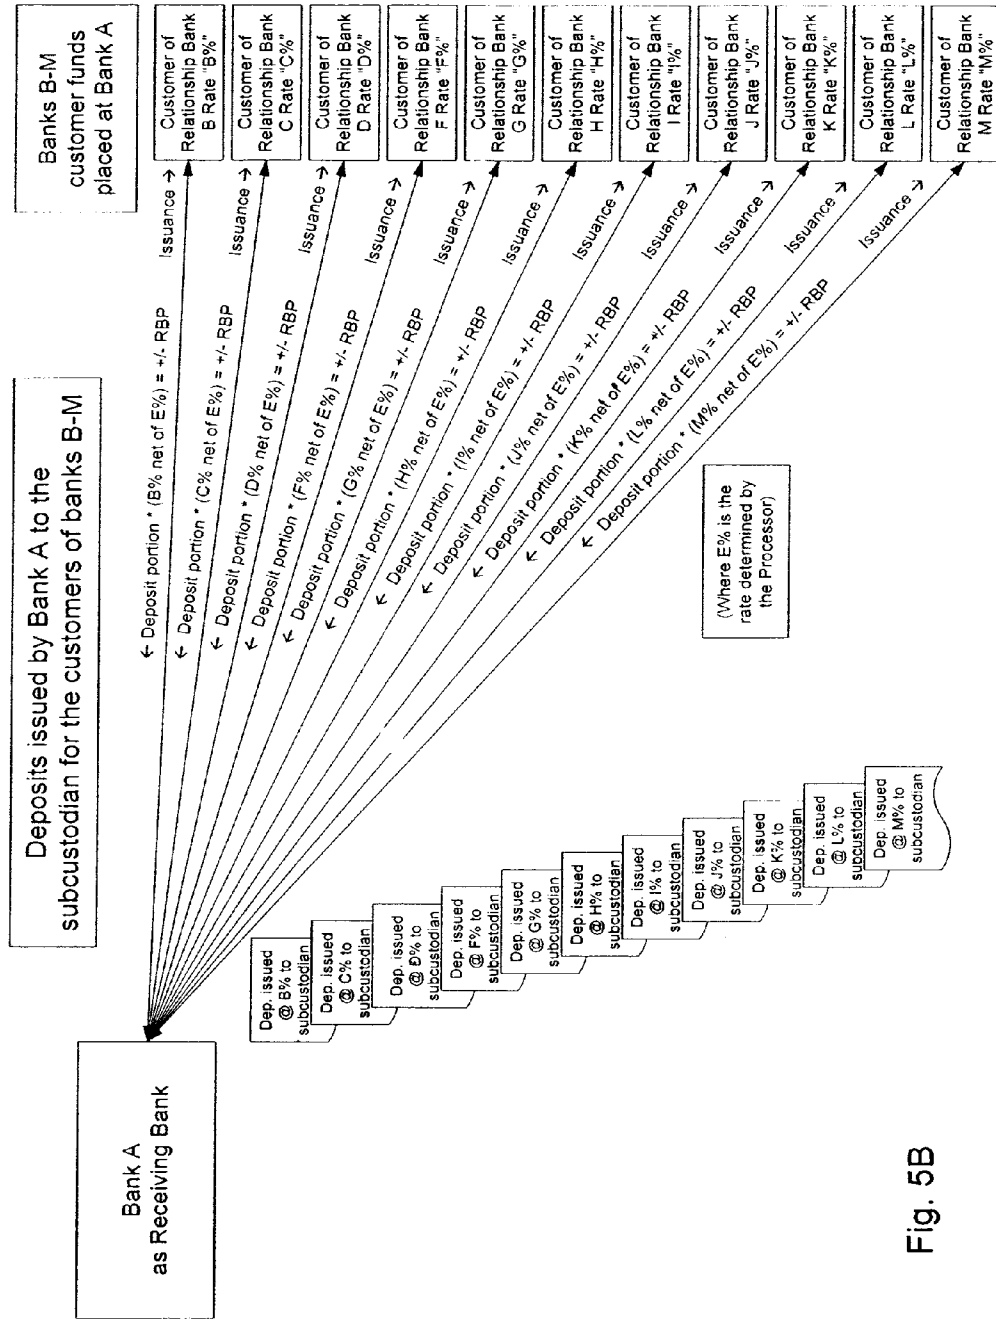 Bank A
as Receiving Bank
Deposits issued by Bank A to the
subcustodian for the customers of banks B-M
Banks B-M
customer funds
placed at Bank A
← Deposit portion * (B% net of E%) = +/- RBP
Issuance →
Customer of
Relationship Bank
B Rate "B%"
← Deposit portion * (C% net of E%) = +/- RBP
Issuance →
Customer of
Relationship Bank
C Rate "C%"
← Deposit portion * (D% net of E%) = +/- RBP
Issuance →
Customer of
Relationship Bank
D Rate "D%"
← Deposit portion * (F% net of E%) = +/- RBP
Issuance →
Customer of
Relationship Bank
F Rate "F%"
← Deposit portion * (G% net of E%) = +/- RBP
Issuance →
Customer of
Relationship Bank
G Rate "G%"
← Deposit portion * (H% net of E%) = +/- RBP
Issuance →
Customer of
Relationship Bank
H Rate "H%"
← Deposit portion * (I% net of E%) = +/- RBP
Issuance →
Customer of
Relationship Bank
I Rate "I%"
← Deposit portion * (J% net of E%) = +/- RBP
Issuance →
Customer of
Relationship Bank
J Rate "J%"
← Deposit portion * (K% net of E%) = +/- RBP
Issuance →
Customer of
Relationship Bank
K Rate "K%"
← Deposit portion * (L% net of E%) = +/- RBP
Issuance →
Customer of
Relationship Bank
L Rate "L%"
← Deposit portion * (M% net of E%) = +/- RBP
Issuance →
Customer of
Relationship Bank
M Rate "M%"
Dep. issued
@ B% to
subcustodian
Dep. issued
@ C% to
subcustodian
Dep. issued
@ D% to
subcustodian
Dep. issued
@ F% to
subcustodian
Dep. issued
@ G% to
subcustodian
Dep. issued
@ H% to
subcustodian
Dep. issued
@ I% to
subcustodian
Dep. issued
@ J% to
subcustodian
Dep. issued
@ K% to
subcustodian
Dep. issued
@ L% to
subcustodian
Dep. issued
@ M% to
subcustodian
(Where E% is the
rate determined by
the Processor)
Fig. 5B